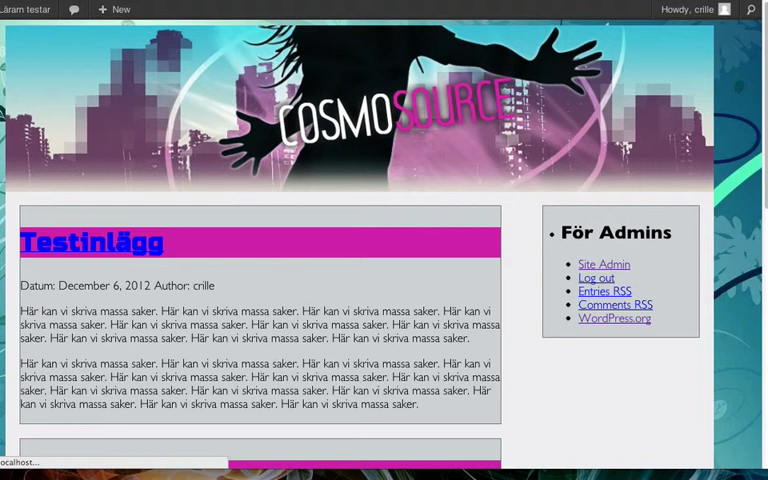 Lärarn testar
New
Howdy, crille
COSMOSOURCE
Testinlägg
Datum: December 6, 2012 Author: crille
Här kan vi skriva massa saker. Här kan vi skriva massa saker. Här kan vi skriva massa saker. Här kan vi
skriva massa saker. Här kan vi skriva massa saker. Här kan vi skriva massa saker. Här kan vi skriva massa
saker. Här kan vi skriva massa saker. Här kan vi skriva massa saker. Här kan vi skriva massa saker.
Här kan vi skriva massa saker. Här kan vi skriva massa saker. Här kan vi skriva massa saker. Här kan vi
skriva massa saker. Här kan vi skriva massa saker. Här kan vi skriva massa saker. Här kan vi skriva massa
saker. Här kan vi skriva massa saker. Här kan vi skriva massa saker. Här kan vi skriva massa saker. Här
kan vi skriva massa saker. Här kan vi skriva massa saker. Här kan vi skriva massa saker.
För Admins
Site Admin
Log out
Entries RSS
Comments RSS
WordPress.org
ocalhost...